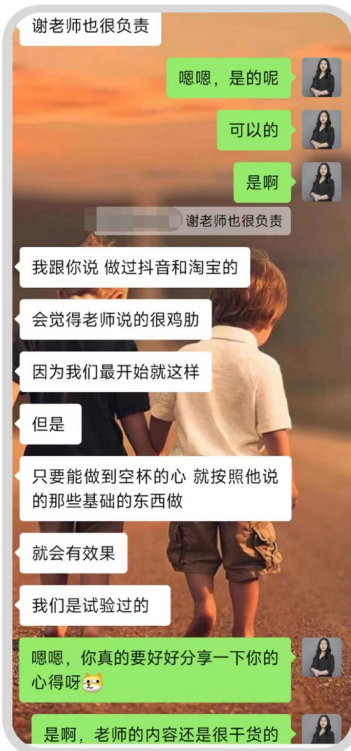 谢老师也很负责
嗯嗯，是的呢
可以的
是啊
谢老师也很负责
我跟你说 做过抖音和淘宝的
会觉得老师说的很鸡肋
因为我们最开始就这样
但是
只要能做到空杯的心 就按照他说
的那些基础的东西做
就会有效果
我们是试验过的
嗯嗯，你真的要好好分享一下你的
心得呀
是啊，老师的内容还是很干货的